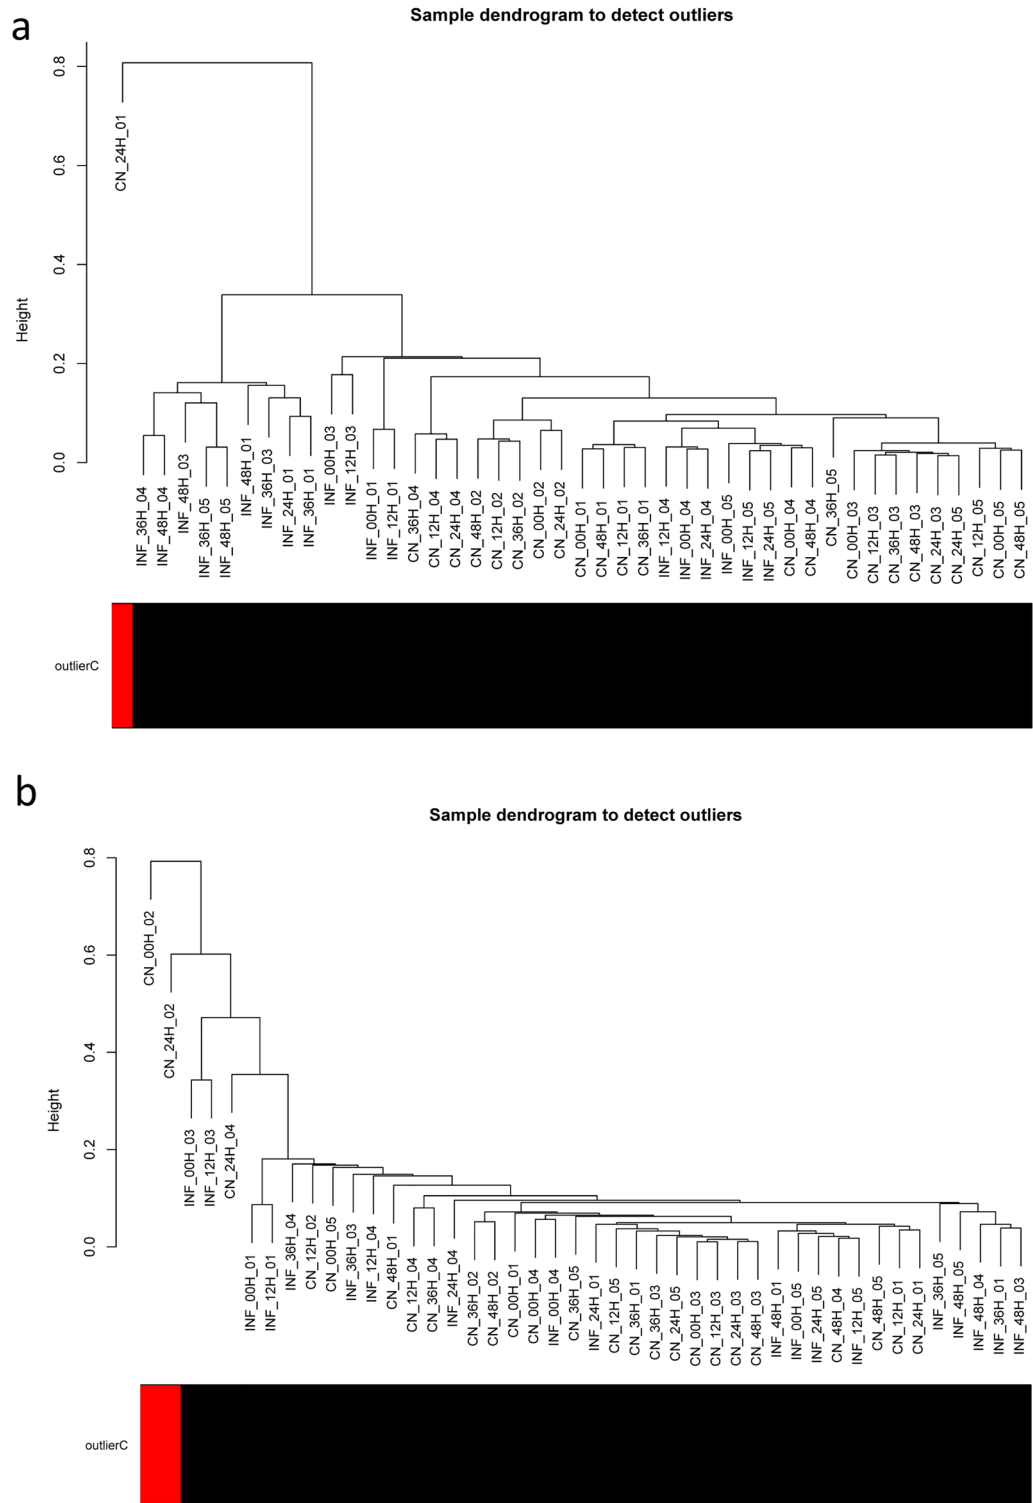 a
Sample dendrogram to detect outliers
Height
0.0
0.2
0.4
0.6
0.8
CN_24H_01
INF_36H_04
INF_48H_04
INF_48H_03
INF_36H_05
INF_48H_05
INF_48H_01
INF_36H_03
INF_24H_01
INF_36H_01
INF_00H_03
INF_12H_03
INF_00H_01
INF_12H_01
CN_36H_04
CN_12H_04
CN_24H_04
CN_48H_02
CN_12H_02
CN_36H_02
CN_00H_02
CN_24H_02
CN_00H_01
CN_48H_01
CN_12H_01
CN_36H_01
INF_12H_04
INF_00H_04
INF_24H_04
INF_00H_05
INF_12H_05
INF_24H_05
CN_00H_04
CN_48H_04
CN_36H_05
CN_00H_03
CN_12H_03
CN_36H_03
CN_48H_03
CN_24H_03
CN_24H_05
CN_12H_05
CN_00H_05
CN_48H_05
outlierC
b
Sample dendrogram to detect outliers
Height
0.0
0.2
0.4
0.6
0.8
CN_00H_02
CN_24H_02
INF_00H_03
INF_12H_03
CN_24H_04
INF_00H_01
INF_12H_01
INF_36H_04
CN_12H_02
CN_00H_05
INF_36H_03
INF_12H_04
CN_48H_01
CN_12H_04
CN_36H_04
INF_24H_04
CN_36H_02
CN_48H_02
CN_00H_01
CN_00H_04
INF_00H_04
CN_36H_05
INF_24H_01
CN_12H_05
CN_36H_01
CN_36H_03
CN_24H_05
CN_00H_03
CN_12H_03
CN_24H_03
CN_48H_03
INF_48H_01
INF_00H_05
INF_24H_05
CN_48H_04
INF_12H_05
CN_48H_05
CN_12H_01
CN_24H_01
INF_36H_05
INF_48H_05
INF_48H_04
INF_36H_01
INF_48H_03
outlierC